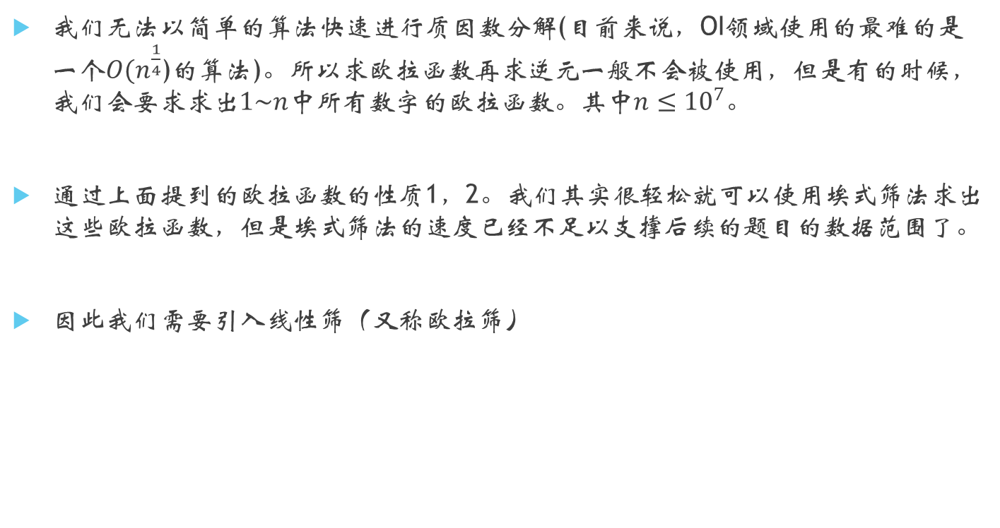 我们无法以简单的算法快速进行质因数分解(目前来说，OI领域使用的最难的是
一个O(n^{1/4})的算法)。所以求欧拉函数再求逆元一般不会被使用，但是有的时候，
我们会要求求出1~n中所有数字的欧拉函数。其中n ≤ 10^7。
通过上面提到的欧拉函数的性质1，2。我们其实很轻松就可以使用埃式筛法求出
这些欧拉函数，但是埃式筛法的速度已经不足以支撑后续的题目的数据范围了。
因此我们需要引入线性筛（又称欧拉筛）